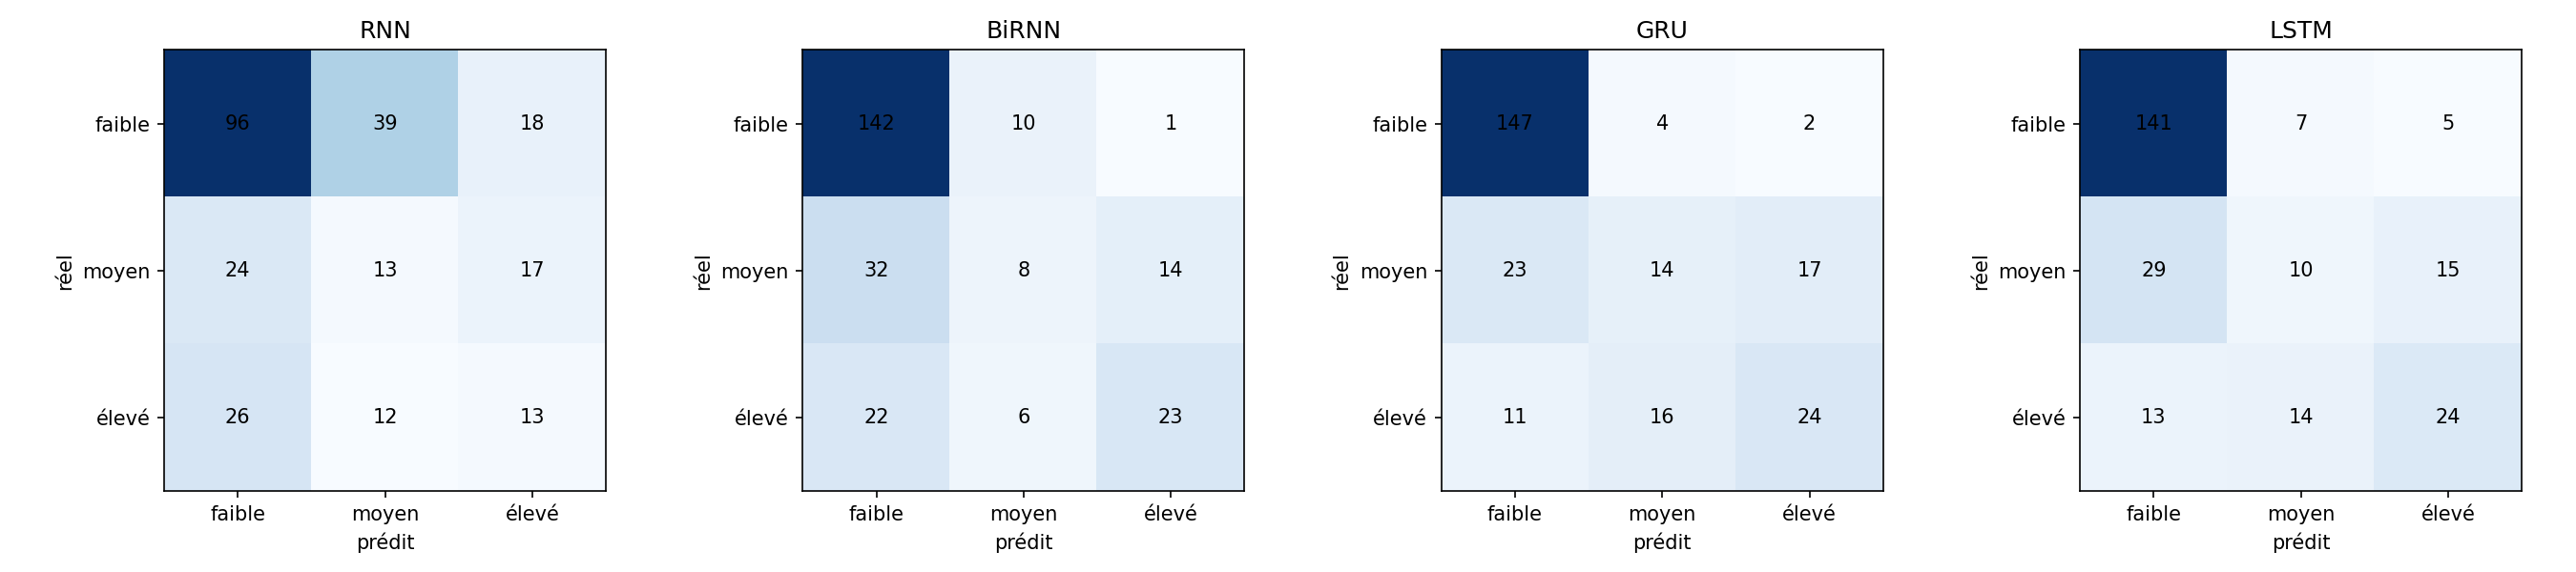 RNN
faible 96 39 18
moyen 24 13 17
élevé 26 12 13
réel
faible moyen élevé
prédit
BiRNN
faible 142 10 1
moyen 32 8 14
élevé 22 6 23
réel
faible moyen élevé
prédit
GRU
faible 147 4 2
moyen 23 14 17
élevé 11 16 24
réel
faible moyen élevé
prédit
LSTM
faible 141 7 5
moyen 29 10 15
élevé 13 14 24
réel
faible moyen élevé
prédit